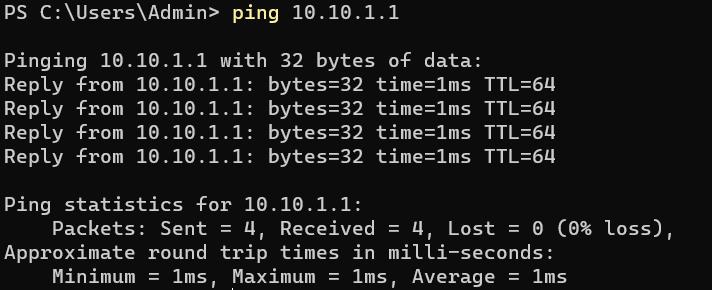 PS C:\Users\Admin> ping 10.10.1.1
Pinging 10.10.1.1 with 32 bytes of data:
Reply from 10.10.1.1: bytes=32 time=1ms TTL=64
Reply from 10.10.1.1: bytes=32 time=1ms TTL=64
Reply from 10.10.1.1: bytes=32 time=1ms TTL=64
Reply from 10.10.1.1: bytes=32 time=1ms TTL=64
Ping statistics for 10.10.1.1:
    Packets: Sent = 4, Received = 4, Lost = 0 (0% loss),
Approximate round trip times in milli-seconds:
    Minimum = 1ms, Maximum = 1ms, Average = 1ms